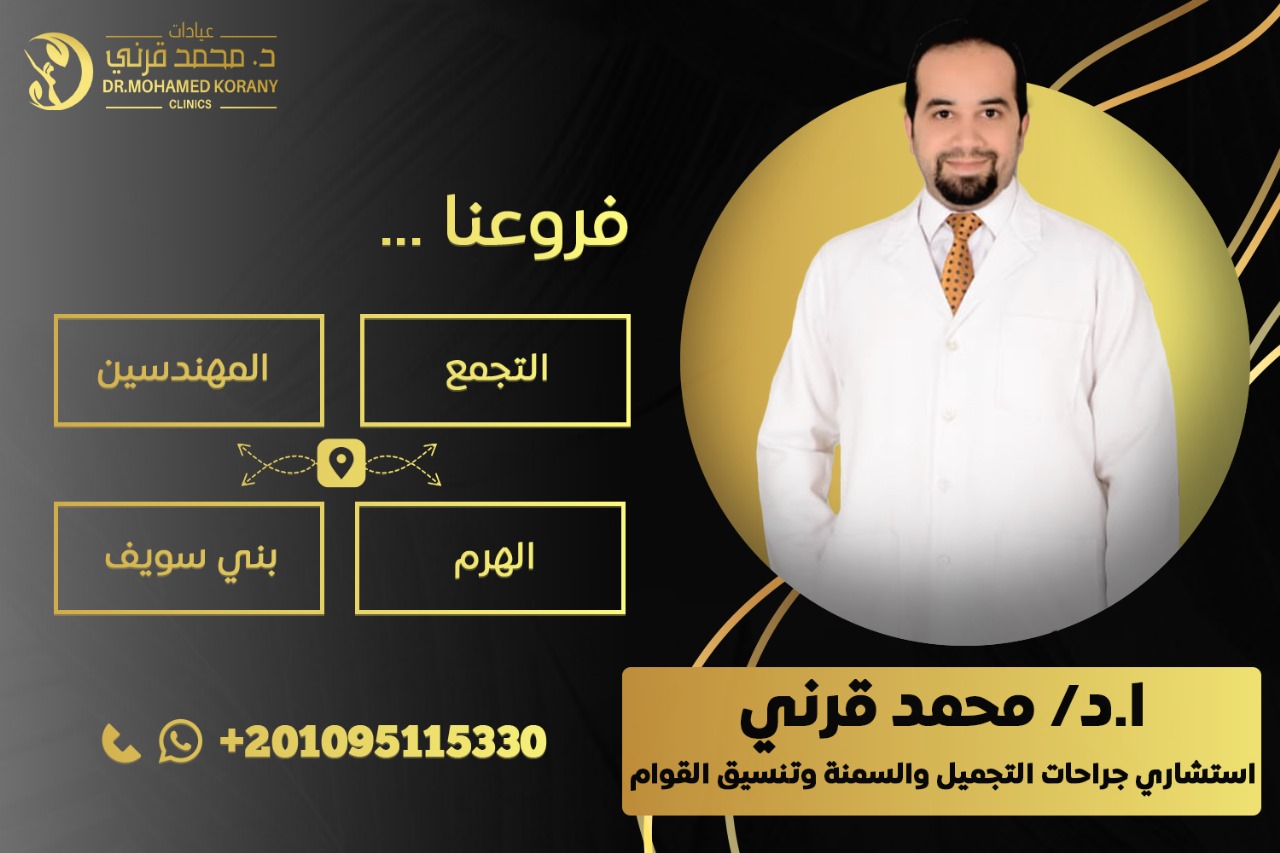 عيادات
د. محمد قرني
DR.MOHAMED KORANY
CLINICS
فروعنا ...
التجمع
المهندسين
الهرم
بني سويف
+201095115330
ا.د/ محمد قرني
استشاري جراحات التجميل والسمنة وتنسيق القوام